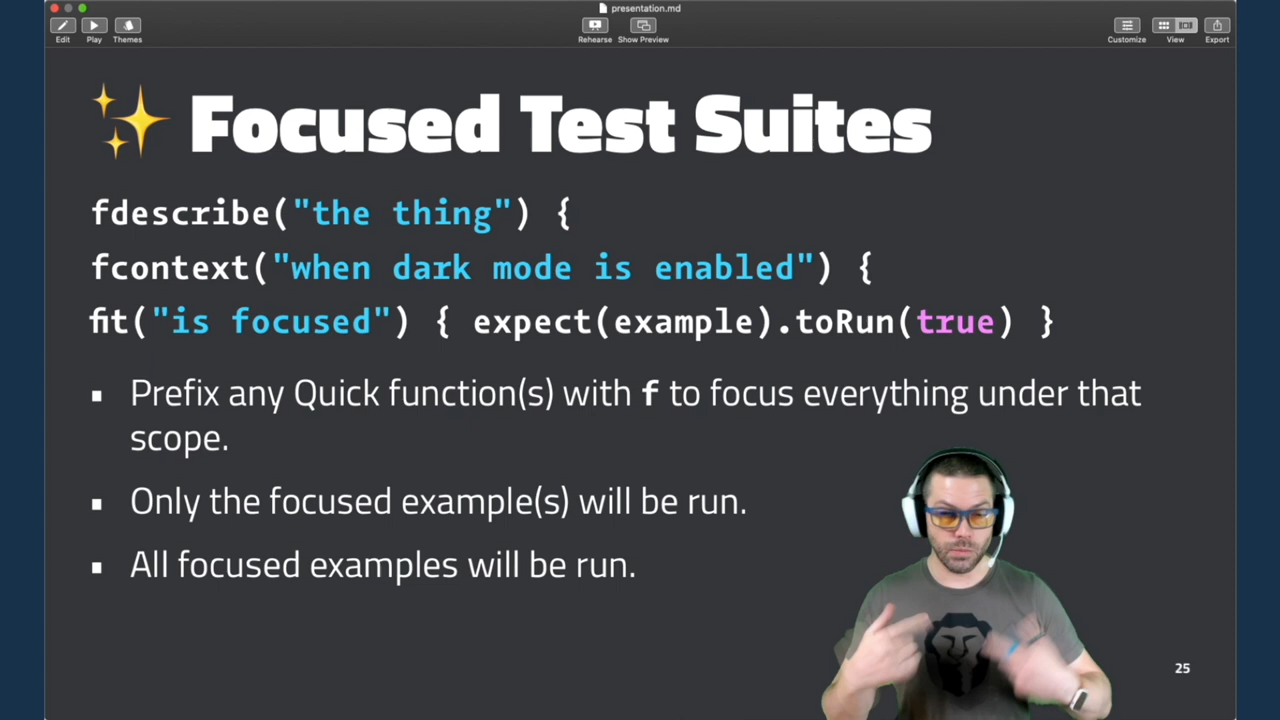 presentation.md
Edit
Play
Themes
Rehearse
Show Preview
Customize
View
Export
✨ Focused Test Suites
fdescribe("the thing") {
fcontext("when dark mode is enabled") {
fit("is focused") { expect(example).toRun(true) }
▪ Prefix any Quick function(s) with f to focus everything under that
scope.
▪ Only the focused example(s) will be run.
▪ All focused examples will be run.
25